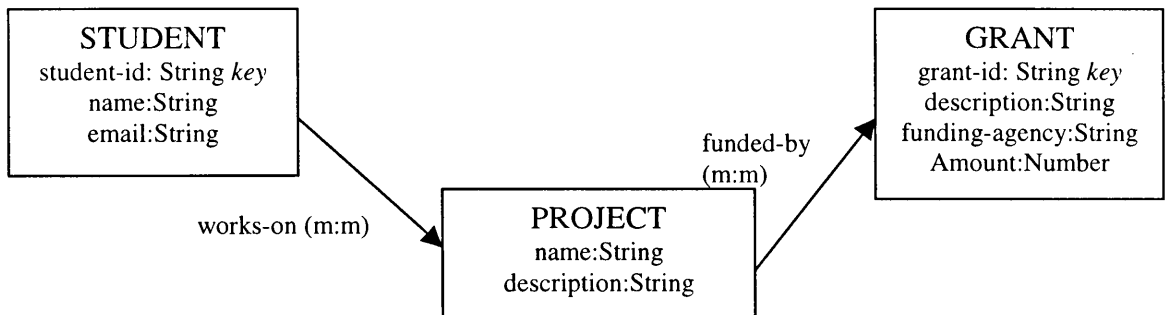 STUDENT
student-id: String key
name:String
email:String
works-on (m:m)
PROJECT
name:String
description:String
funded-by
(m:m)
GRANT
grant-id: String key
description:String
funding-agency:String
Amount:Number